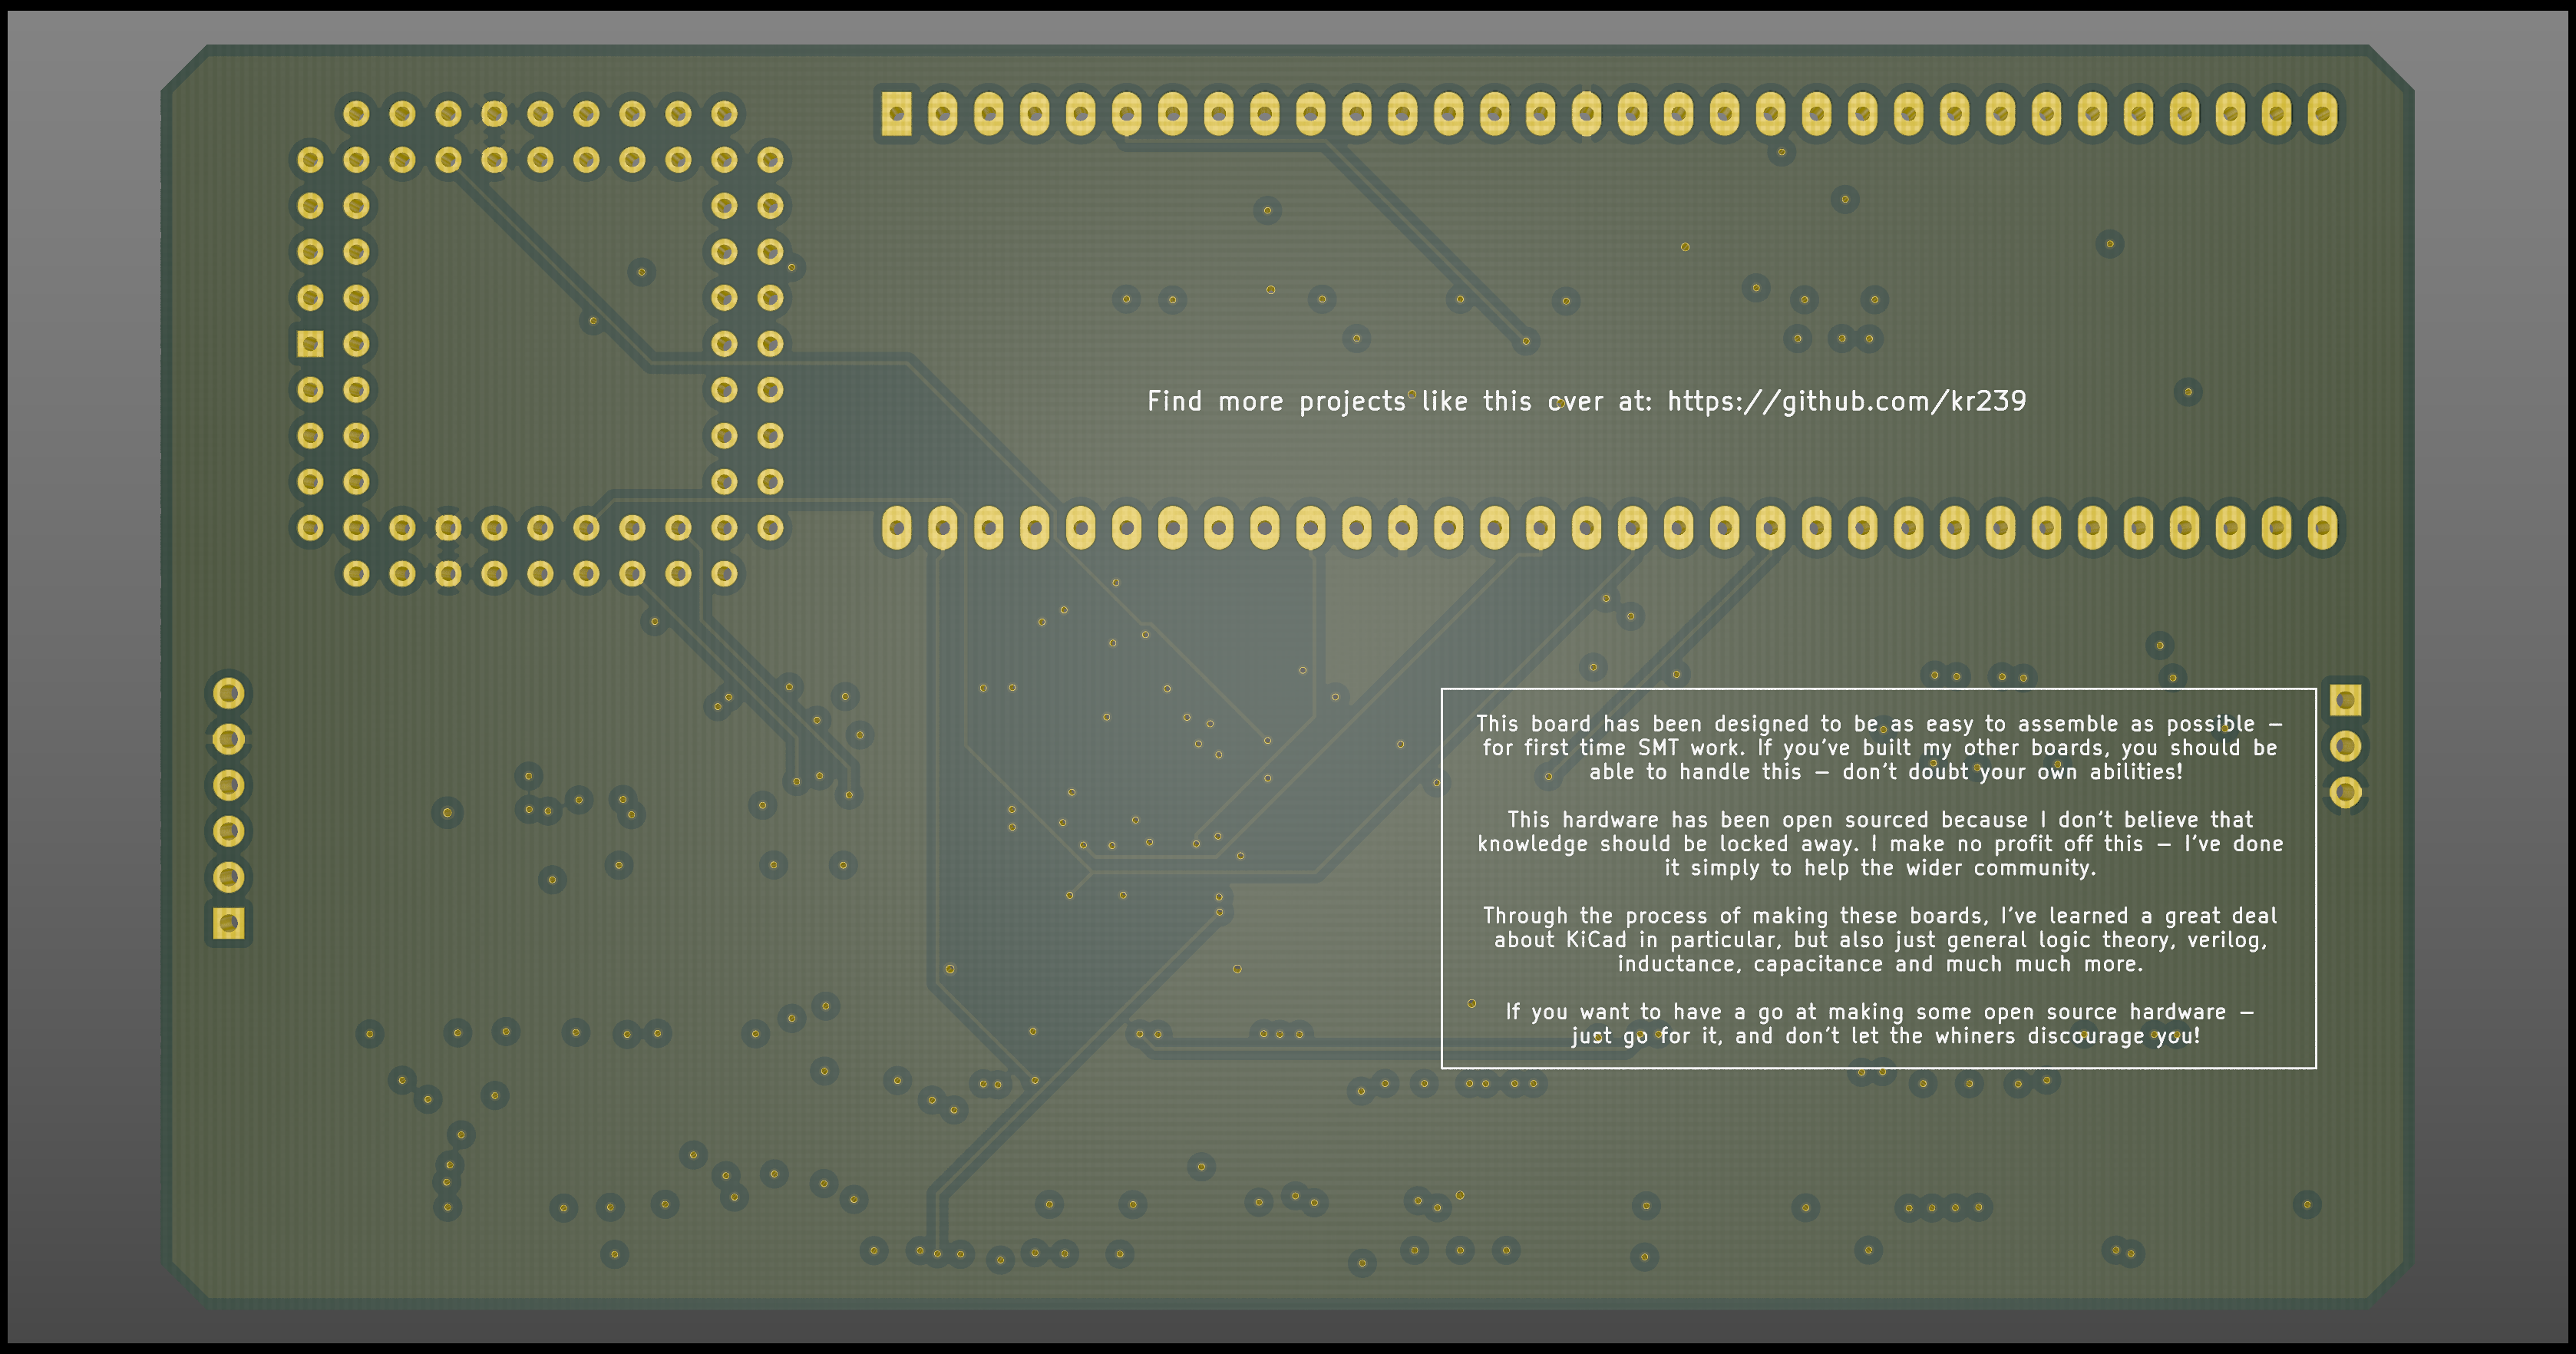 Find more projects like this over at: https://github.com/kr239
This board has been designed to be as easy to assemble as possible –
for first time SMT work. If you've built my other boards, you should be
able to handle this – don't doubt your own abilities!
This hardware has been open sourced because I don't believe that
knowledge should be locked away. I make no profit off this – I've done
it simply to help the wider community.
Through the process of making these boards, I've learned a great deal
about KiCad in particular, but also just general logic theory, verilog,
inductance, capacitance and much much more.
If you want to have a go at making some open source hardware –
just go for it, and don't let the whiners discourage you!